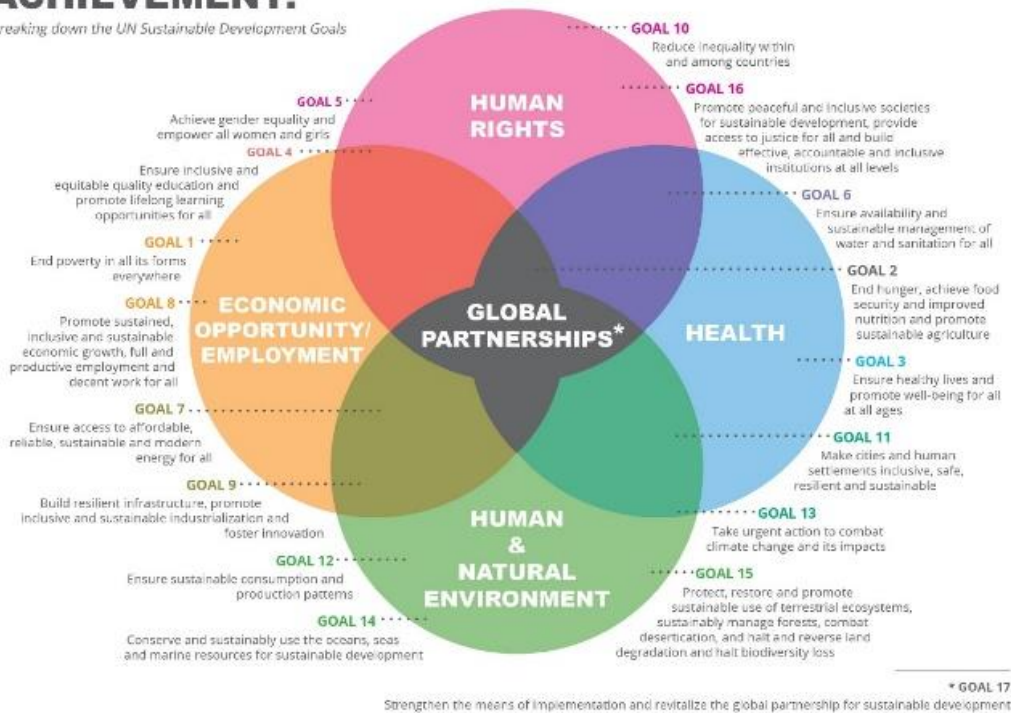 ACHIEVEMENT:
reaking down the UN Sustainable Development Goals
GOAL 10
Reduce inequality within
and among countries
GOAL 16
Promote peaceful and inclusive societies
for sustainable development, provide
access to justice for all and build
effective, accountable and inclusive
institutions at all levels
GOAL 5
Achieve gender equality and
empower all women and girls
GOAL 4
Ensure inclusive and
equitable quality education and
promote lifelong learning
opportunities for all
GOAL 1
End poverty in all its forms
everywhere
GOAL 8
Promote sustained,
inclusive and sustainable
economic growth, full and
productive employment and
decent work for all
GOAL 7
Ensure access to affordable,
reliable, sustainable and modern
energy for all
GOAL 9
Build resilient infrastructure, promote
inclusive and sustainable industrialization and
foster innovation
GOAL 12
Ensure sustainable consumption and
production patterns
GOAL 14
Conserve and sustainably use the oceans, seas
and marine resources for sustainable development
HUMAN
RIGHTS
ECONOMIC
OPPORTUNITY/
EMPLOYMENT
GLOBAL
PARTNERSHIPS*
HEALTH
HUMAN
&
NATURAL
ENVIRONMENT
GOAL 6
Ensure availability and
sustainable management of
water and sanitation for all
GOAL 2
End hunger, achieve food
security and improved
nutrition and promote
sustainable agriculture
GOAL 3
Ensure healthy lives and
promote well-being for all
at all ages
GOAL 11
Make cities and human
settlements inclusive, safe,
resilient and sustainable
GOAL 13
Take urgent action to combat
climate change and its impacts
GOAL 15
Protect, restore and promote
sustainable use of terrestrial ecosystems,
sustainably manage forests, combat
desertication, and halt and reverse land
degradation and halt biodiversity loss
* GOAL 17
Strengthen the means of implementation and revitalize the global partnership for sustainable development